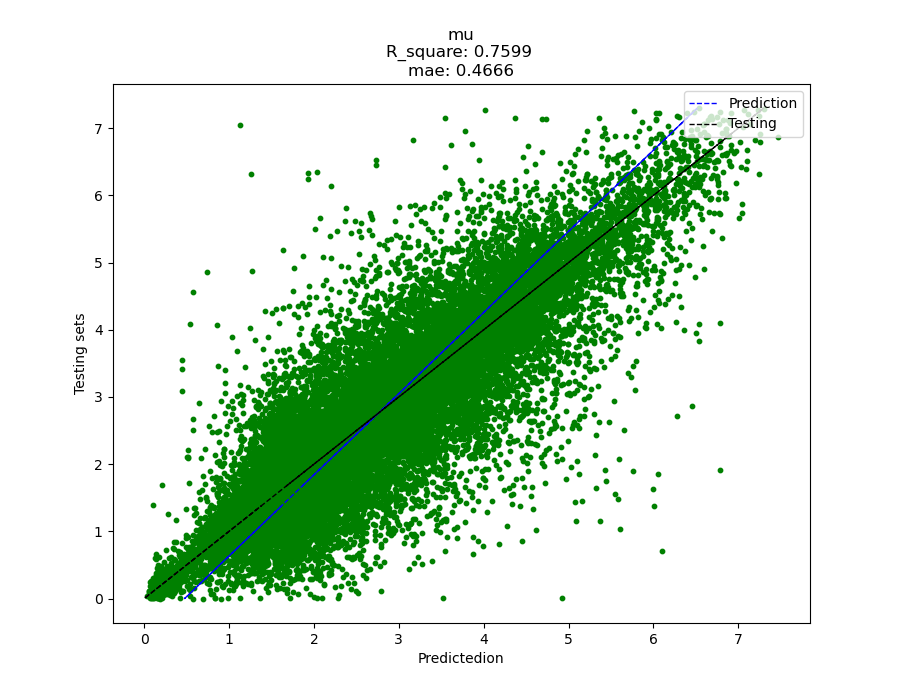 mu
R_square: 0.7599
mae: 0.4666
Prediction
Testing
7
6
5
4
3
2
1
0
Testing sets
0 1 2 3 4 5 6 7
Predictedion